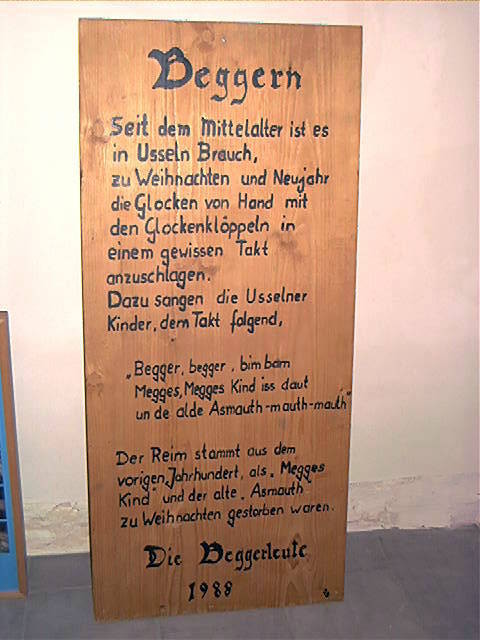 Beggern
Seit dem Mittelalter ist es
in Usseln Brauch,
zu Weihnachten und Neujahr
die Glocken von Hand mit
den Glockenklöppeln in
einem gewissen Takt
anzuschlagen.
Dazu sangen die Usselner
Kinder, dem Takt folgend,
„Begger, begger, bim bam
Megges, Megges Kind iss daut
un de alde Asmauth-mauth-mauth"
Der Reim stammt aus dem
vorigen Jahrhundert, als „Megges
Kind" und der alte „Asmauth"
zu Weihnachten gestorben waren.
Die Beggerleute
1988